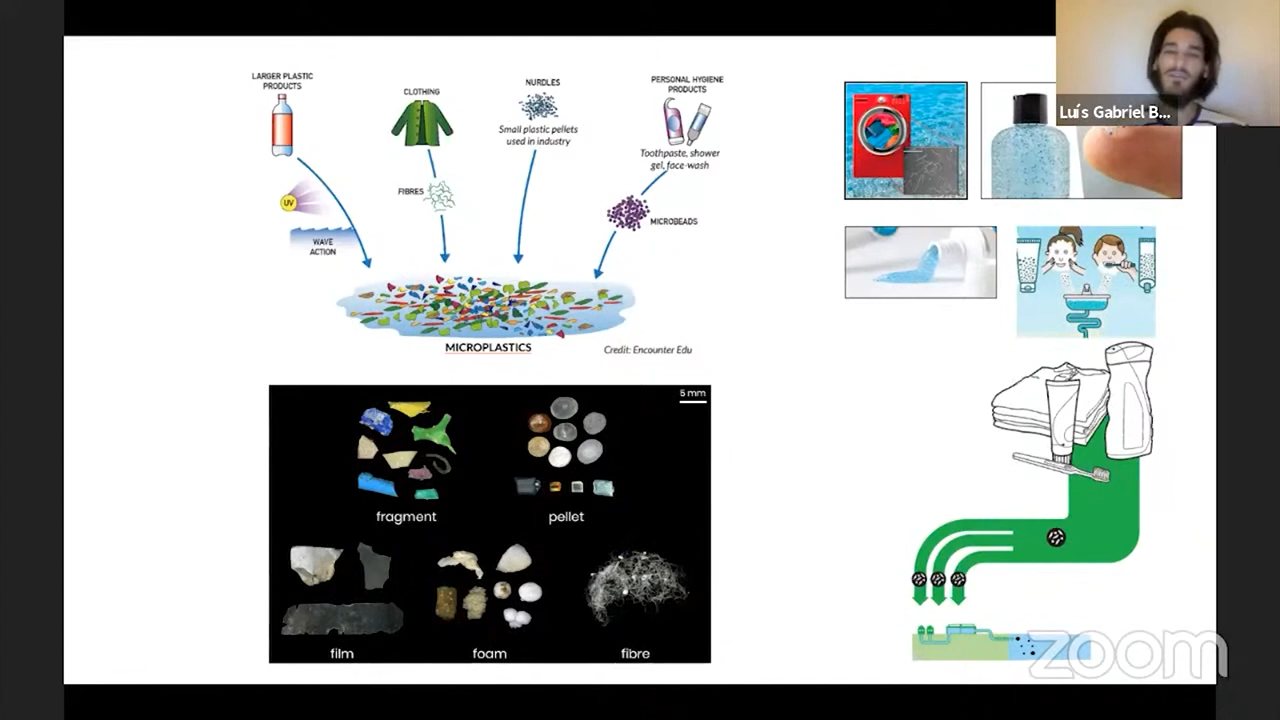 LARGER PLASTIC
PRODUCTS
CLOTHING
NURDLES
Small plastic pellets
used in industry
PERSONAL HYGIENE
PRODUCTS
Toothpaste, shower
gel, face-wash
UV
WAVE
ACTION
FIBRES
MICROBEADS
MICROPLASTICS
Credit: Encounter Edu
5 mm
fragment
pellet
film
foam
fibre
Luís Gabriel B...
zoom